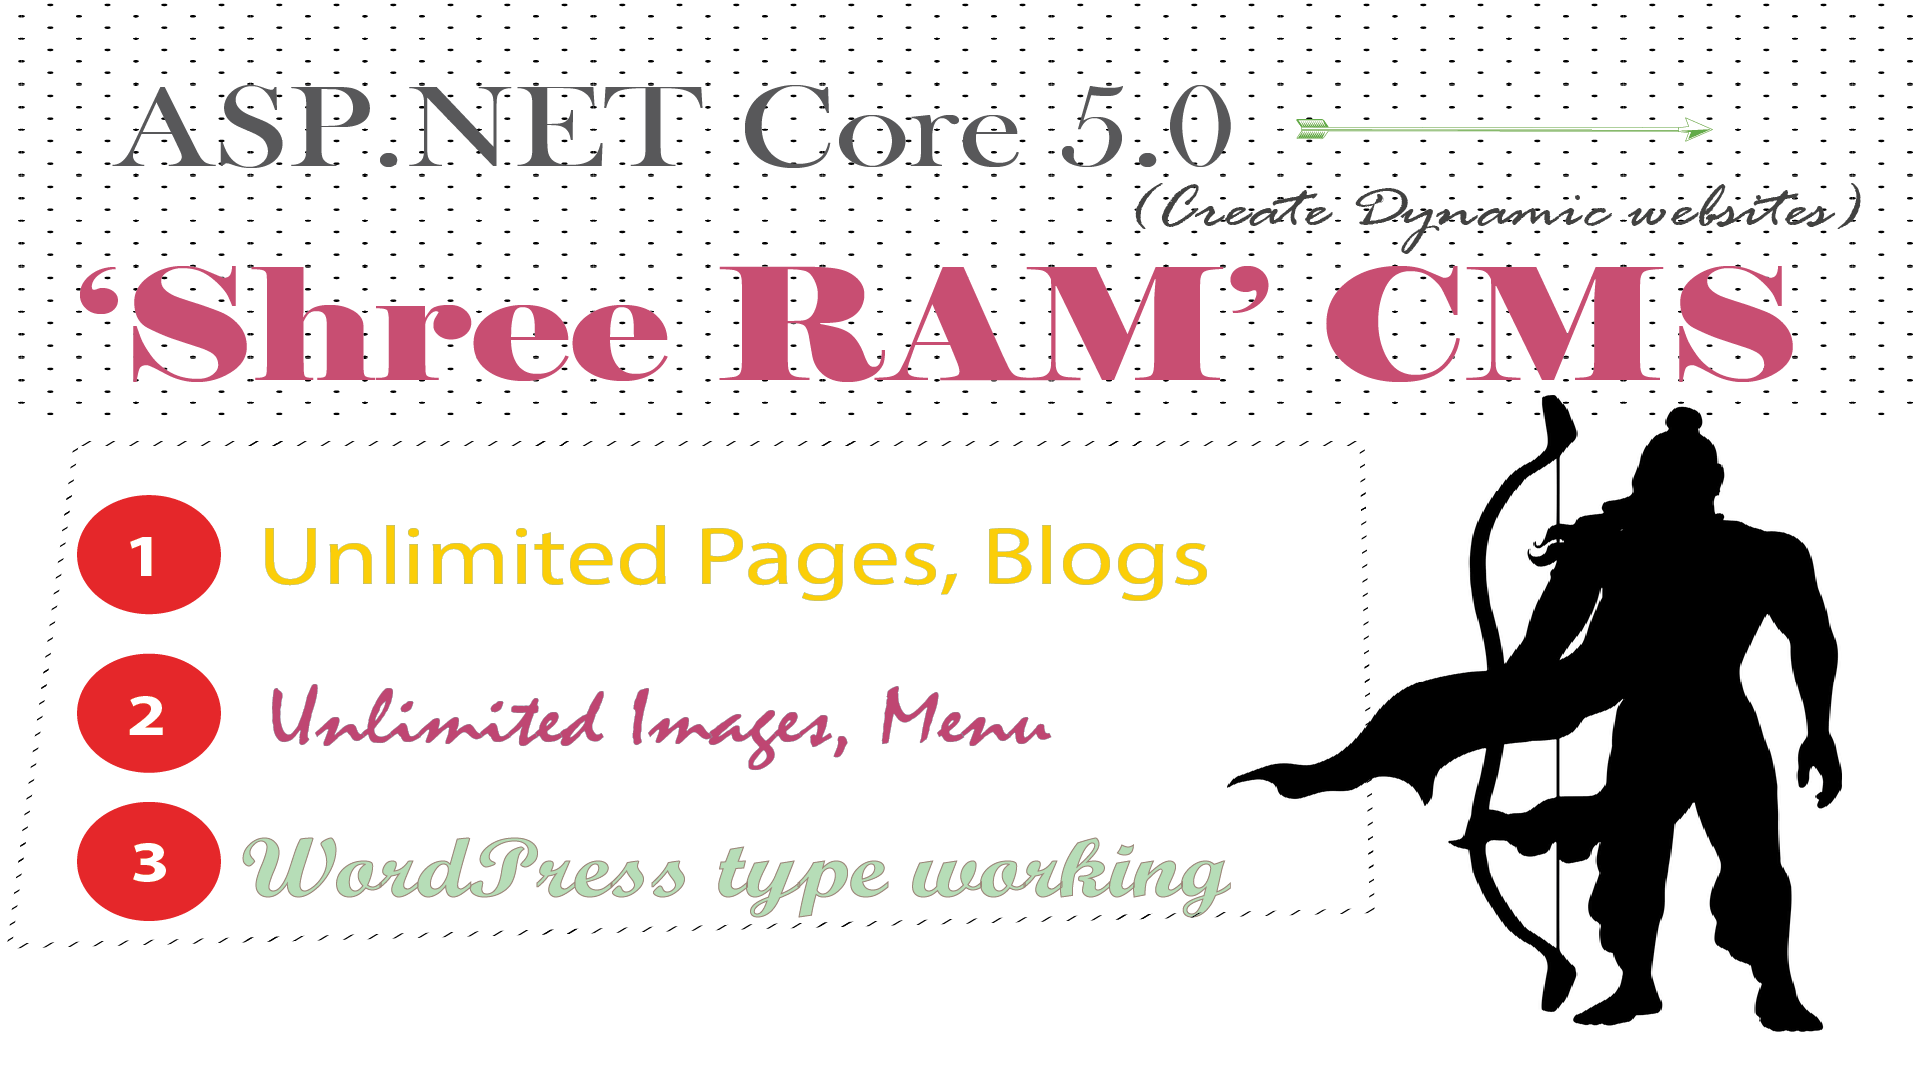 ASP.NET Core 5.0
(Create Dynamic websites)
‘Shree RAM’ CMS
1 Unlimited Pages, Blogs
2 Unlimited Images, Menu
3 WordPress type working